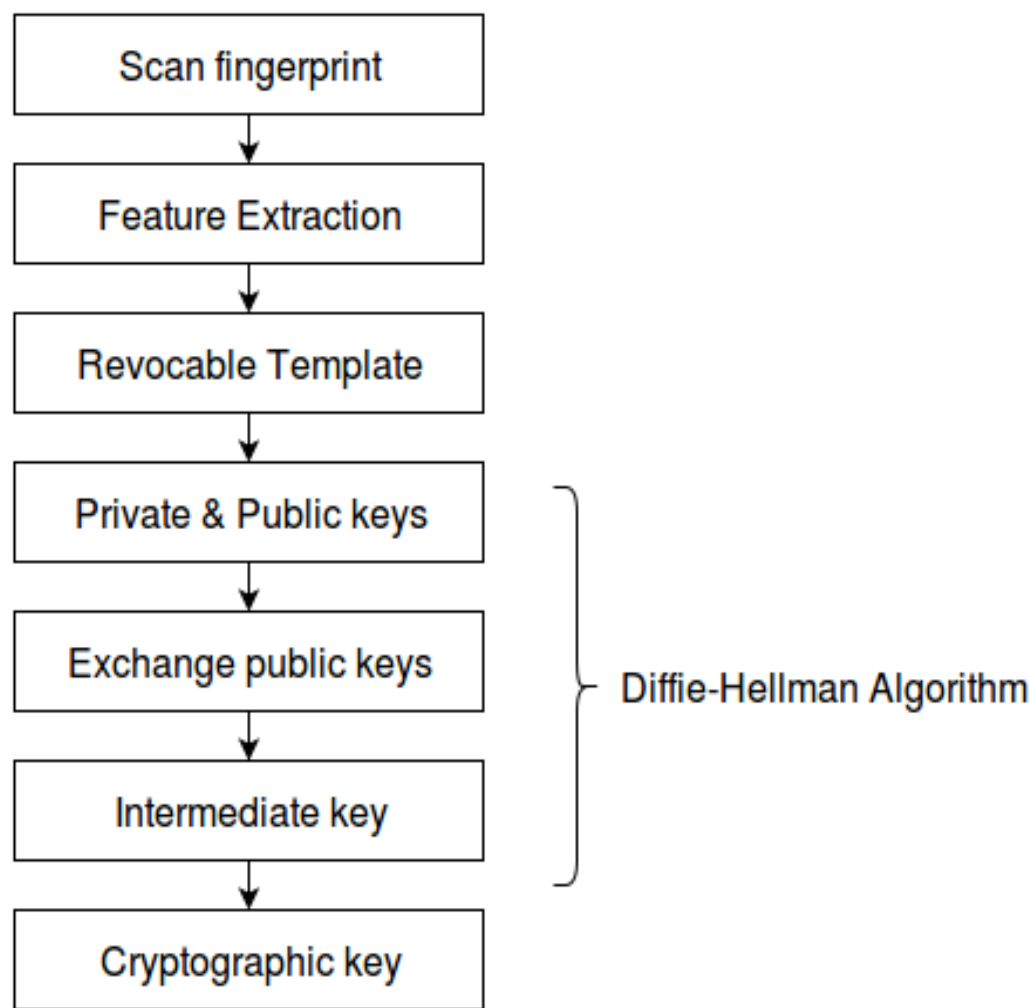 Scan fingerprint
Feature Extraction
Revocable Template
Private & Public keys
Exchange public keys
Intermediate key
Diffie-Hellman Algorithm
Cryptographic key